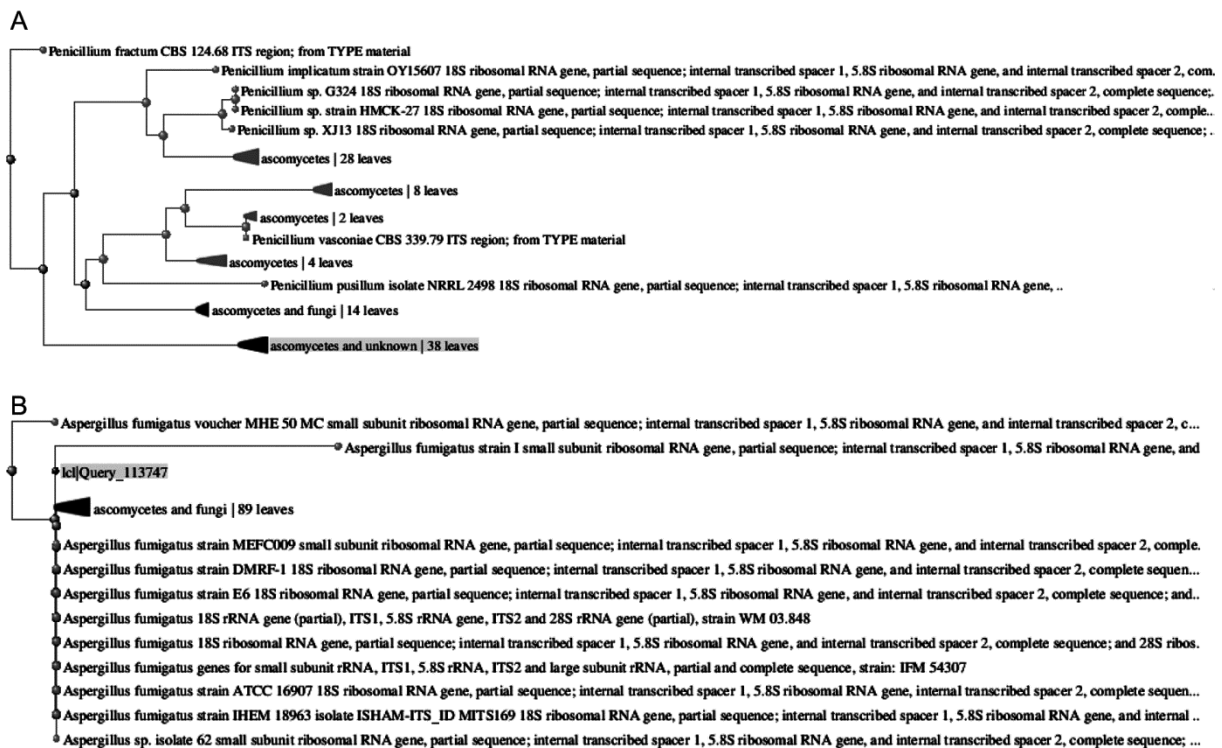 A
Penicillium fractum CBS 124.68 ITS region; from TYPE material
Penicillium implicatum strain OY15607 18S ribosomal RNA gene, partial sequence; internal transcribed spacer 1, 5.8S ribosomal RNA gene, and internal transcribed spacer 2, com.
Penicillium sp. G324 18S ribosomal RNA gene, partial sequence; internal transcribed spacer 1, 5.8S ribosomal RNA gene, and internal transcribed spacer 2, complete sequence;.
Penicillium sp. strain HMCK-27 18S ribosomal RNA gene, partial sequence; internal transcribed spacer 1, 5.8S ribosomal RNA gene, and internal transcribed spacer 2, comple...
Penicillium sp. XJ13 18S ribosomal RNA gene, partial sequence; internal transcribed spacer 1, 5.8S ribosomal RNA gene, and internal transcribed spacer 2, complete sequence; .
ascomycetes | 28 leaves
ascomycetes | 8 leaves
ascomycetes | 2 leaves
Penicillium vasconiae CBS 339.79 ITS region; from TYPE material
ascomycetes | 4 leaves
Penicillium pusillum isolate NRRL 2498 18S ribosomal RNA gene, partial sequence; internal transcribed spacer 1, 5.8S ribosomal RNA gene, ..
ascomycetes and fungi | 14 leaves
ascomycetes and unknown | 38 leaves
B
Aspergillus fumigatus voucher MHE 50 MC small subunit ribosomal RNA gene, partial sequence; internal transcribed spacer 1, 5.8S ribosomal RNA gene, and internal transcribed spacer 2, c...
Aspergillus fumigatus strain I small subunit ribosomal RNA gene, partial sequence; internal transcribed spacer 1, 5.8S ribosomal RNA gene, and
lcl|Query_113747
ascomycetes and fungi | 89 leaves
Aspergillus fumigatus strain MEFC009 small subunit ribosomal RNA gene, partial sequence; internal transcribed spacer 1, 5.8S ribosomal RNA gene, and internal transcribed spacer 2, comple.
Aspergillus fumigatus strain DMRF-1 18S ribosomal RNA gene, partial sequence; internal transcribed spacer 1, 5.8S ribosomal RNA gene, and internal transcribed spacer 2, complete sequen...
Aspergillus fumigatus strain E6 18S ribosomal RNA gene, partial sequence; internal transcribed spacer 1, 5.8S ribosomal RNA gene, and internal transcribed spacer 2, complete sequence; and..
Aspergillus fumigatus 18S rRNA gene (partial), ITS1, 5.8S rRNA gene, ITS2 and 28S rRNA gene (partial), strain WM 03.848
Aspergillus fumigatus 18S ribosomal RNA gene, partial sequence; internal transcribed spacer 1, 5.8S ribosomal RNA gene, and internal transcribed spacer 2, complete sequence; and 28S ribos.
Aspergillus fumigatus genes for small subunit rRNA, ITS1, 5.8S rRNA, ITS2 and large subunit rRNA, partial and complete sequence, strain: IFM 54307
Aspergillus fumigatus strain ATCC 16907 18S ribosomal RNA gene, partial sequence; internal transcribed spacer 1, 5.8S ribosomal RNA gene, internal transcribed spacer 2, complete sequen...
Aspergillus fumigatus strain IHEM 18963 isolate ISHAM-ITS_ID MITS169 18S ribosomal RNA gene, partial sequence; internal transcribed spacer 1, 5.8S ribosomal RNA gene, and internal ..
Aspergillus sp. isolate 62 small subunit ribosomal RNA gene, partial sequence; internal transcribed spacer 1, 5.8S ribosomal RNA gene, and internal transcribed spacer 2, complete sequence; ...